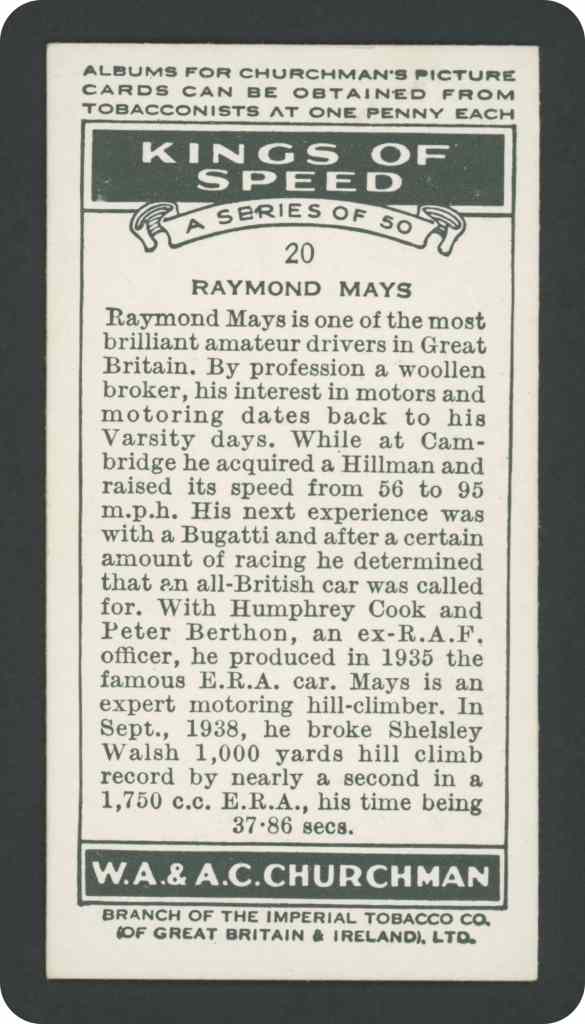 ALBUMS FOR CHURCHMAN'S PICTURE
CARDS CAN BE OBTAINED FROM
TOBACCONISTS AT ONE PENNY EACH
KINGS OF
SPEED
A SERIES OF 50
20
RAYMOND MAYS
Raymond Mays is one of the most
brilliant amateur drivers in Great
Britain. By profession a woollen
broker, his interest in motors and
motoring dates back to his
Varsity days. While at Cam-
bridge he acquired a Hillman and
raised its speed from 56 to 95
m.p.h. His next experience was
with a Bugatti and after a certain
amount of racing he determined
that an all-British car was called
for. With Humphrey Cook and
Peter Berthon, an ex-R.A.F.
officer, he produced in 1935 the
famous E.R.A. car. Mays is an
expert motoring hill-climber. In
Sept., 1938, he broke Shelsley
Walsh 1,000 yards hill climb
record by nearly a second in a
1,750 c.c. E.R.A., his time being
37·86 secs.
W.A. & A.C. CHURCHMAN
BRANCH OF THE IMPERIAL TOBACCO CO.
(OF GREAT BRITAIN & IRELAND), LTD.